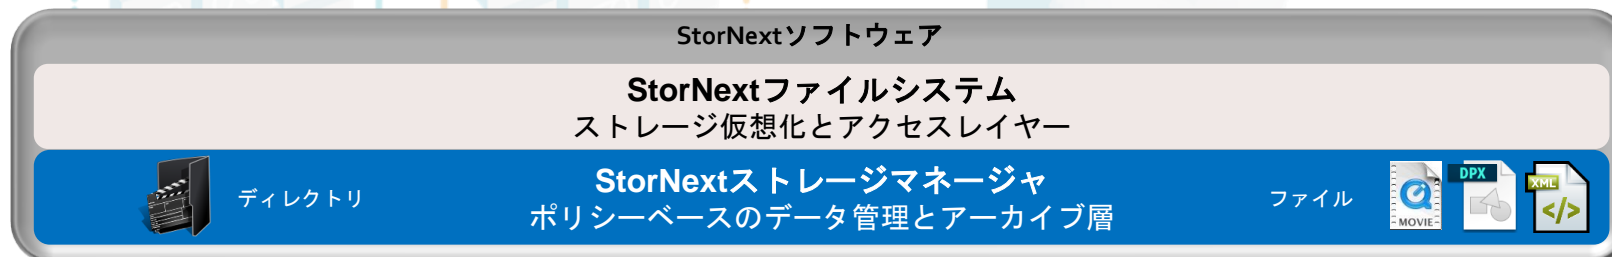 StorNextソフトウェア
StorNextファイルシステム
ストレージ仮想化とアクセスレイヤー
ディレクトリ
StorNextストレージマネージャ
ポリシーベースのデータ管理とアーカイブ層
ファイル
MOVIE
DPX
XML
</>